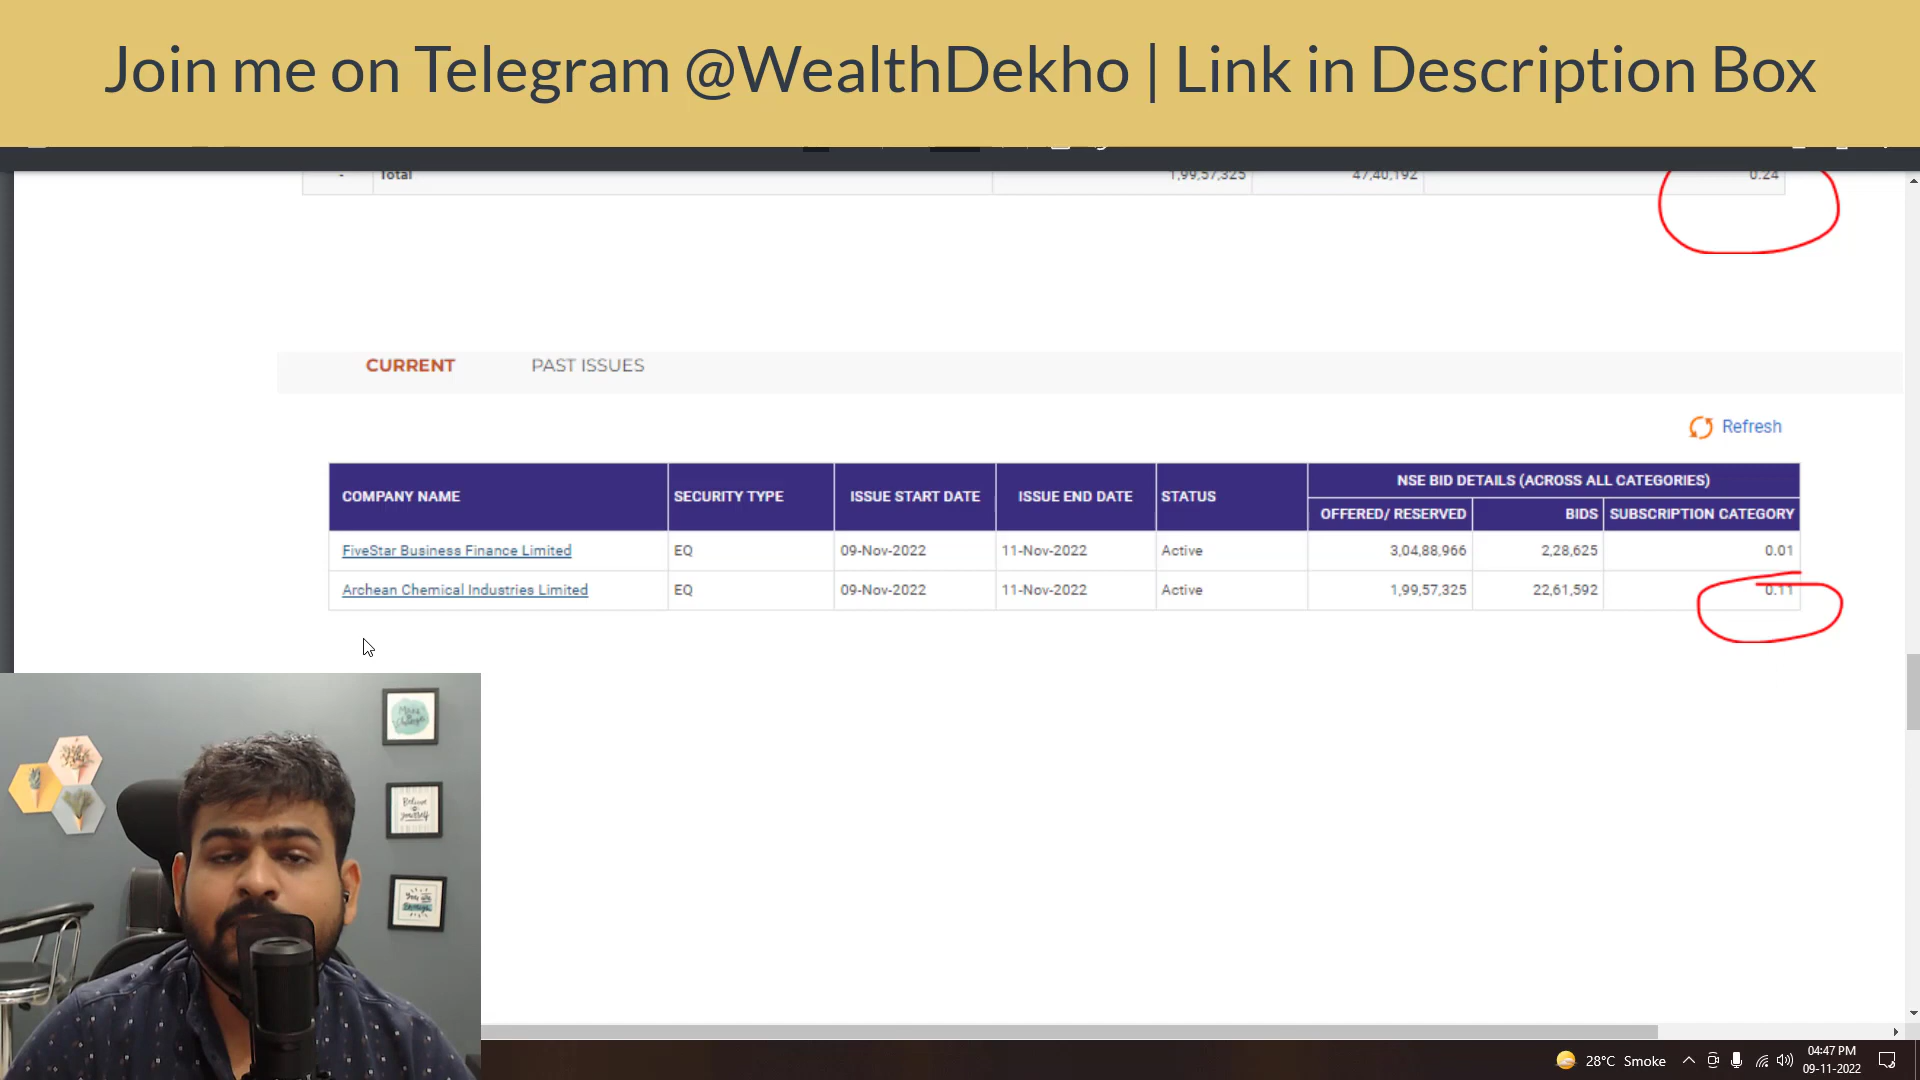 Join me on Telegram @WealthDekho | Link in Description Box
- Total 1,99,57,325 47,40,192 0.24
CURRENT PAST ISSUES
Refresh
COMPANY NAME SECURITY TYPE ISSUE START DATE ISSUE END DATE STATUS NSE BID DETAILS (ACROSS ALL CATEGORIES)
OFFERED/ RESERVED BIDS SUBSCRIPTION CATEGORY
FiveStar Business Finance Limited EQ 09-Nov-2022 11-Nov-2022 Active 3,04,88,966 2,28,625 0.01
Archean Chemical Industries Limited EQ 09-Nov-2022 11-Nov-2022 Active 1,99,57,325 22,61,592 0.11
Believe
yourself
28°C Smoke
04:47 PM
09-11-2022